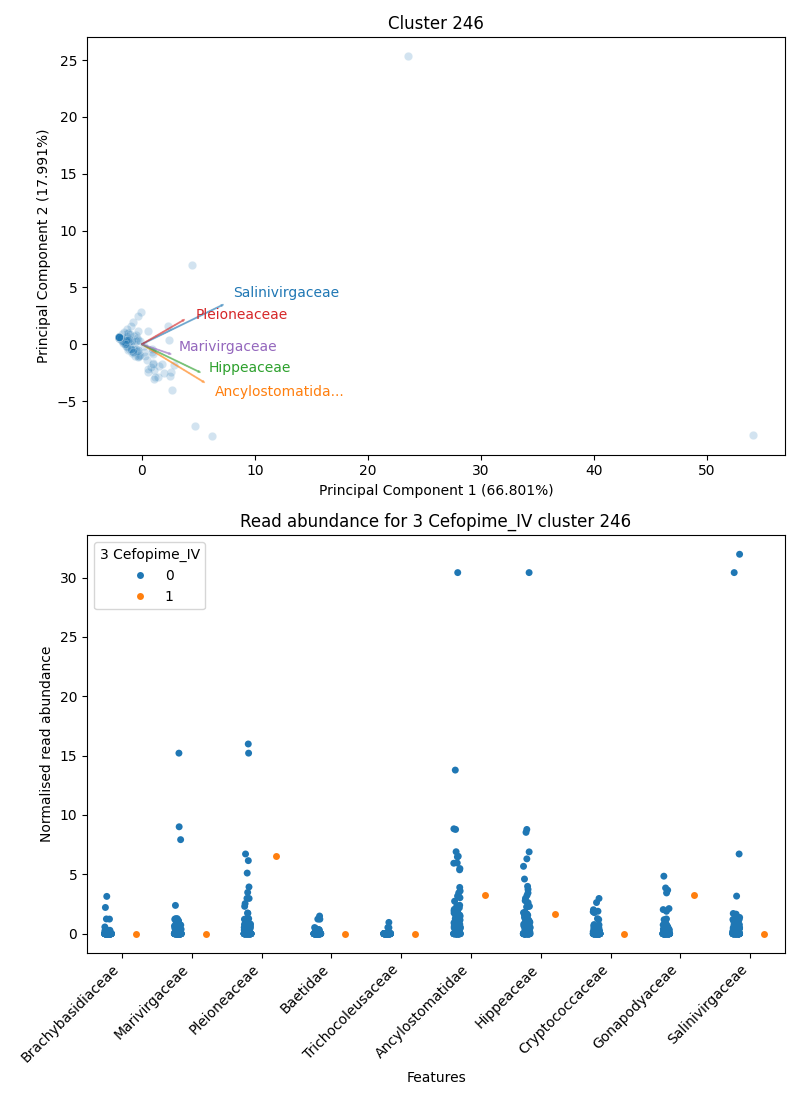 Cluster 246
25
20
15
10
5
0
−5
Principal Component 2 (17.991%)
Salinivirgaceae
Pleioneaceae
Marivirgaceae
Hippeaceae
Ancylostomatida...
0
10
20
30
40
50
Principal Component 1 (66.801%)
Read abundance for 3 Cefopime_IV cluster 246
3 Cefopime_IV
0
1
30
25
20
15
10
5
0
Normalised read abundance
Brachybasidiaceae
Marivirgaceae
Pleioneaceae
Baetidae
Trichocoleusaceae
Ancylostomatidae
Hippeaceae
Cryptococcaceae
Gonapodyaceae
Salinivirgaceae
Features